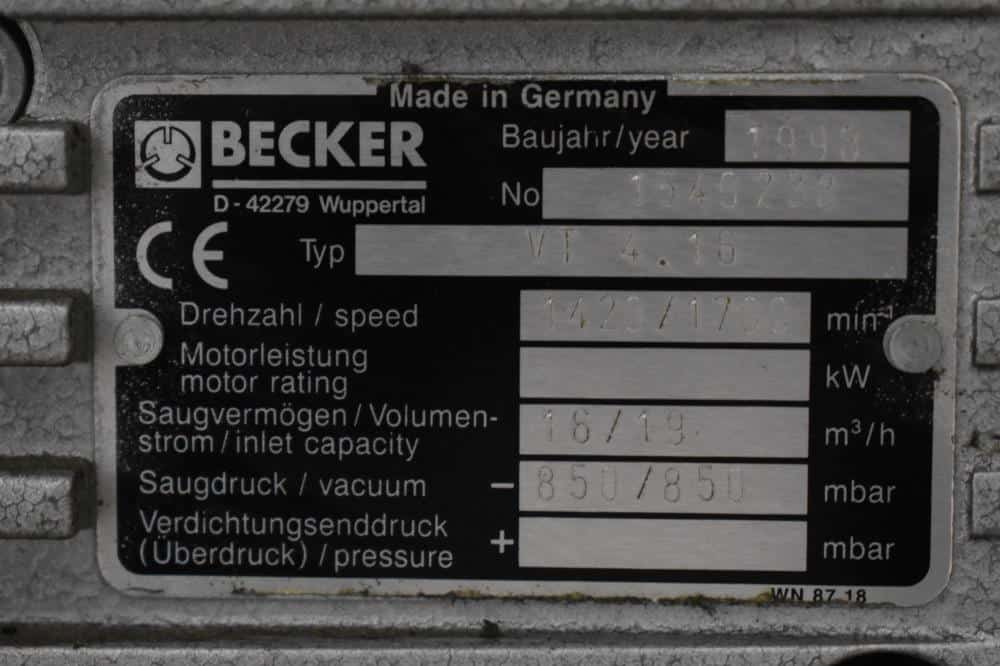 Made in Germany
BECKER
D - 42279 Wuppertal
Baujahr/year 1998
No
CE Typ VT 4.16
Drehzahl / speed 1420/1700 min-1
Motorleistung
motor rating kW
Saugvermögen / Volumen-
strom / inlet capacity 16/19 m³/h
Saugdruck / vacuum - 850/850 mbar
Verdichtungsenddruck
(Überdruck) / pressure + mbar
WN 87 18